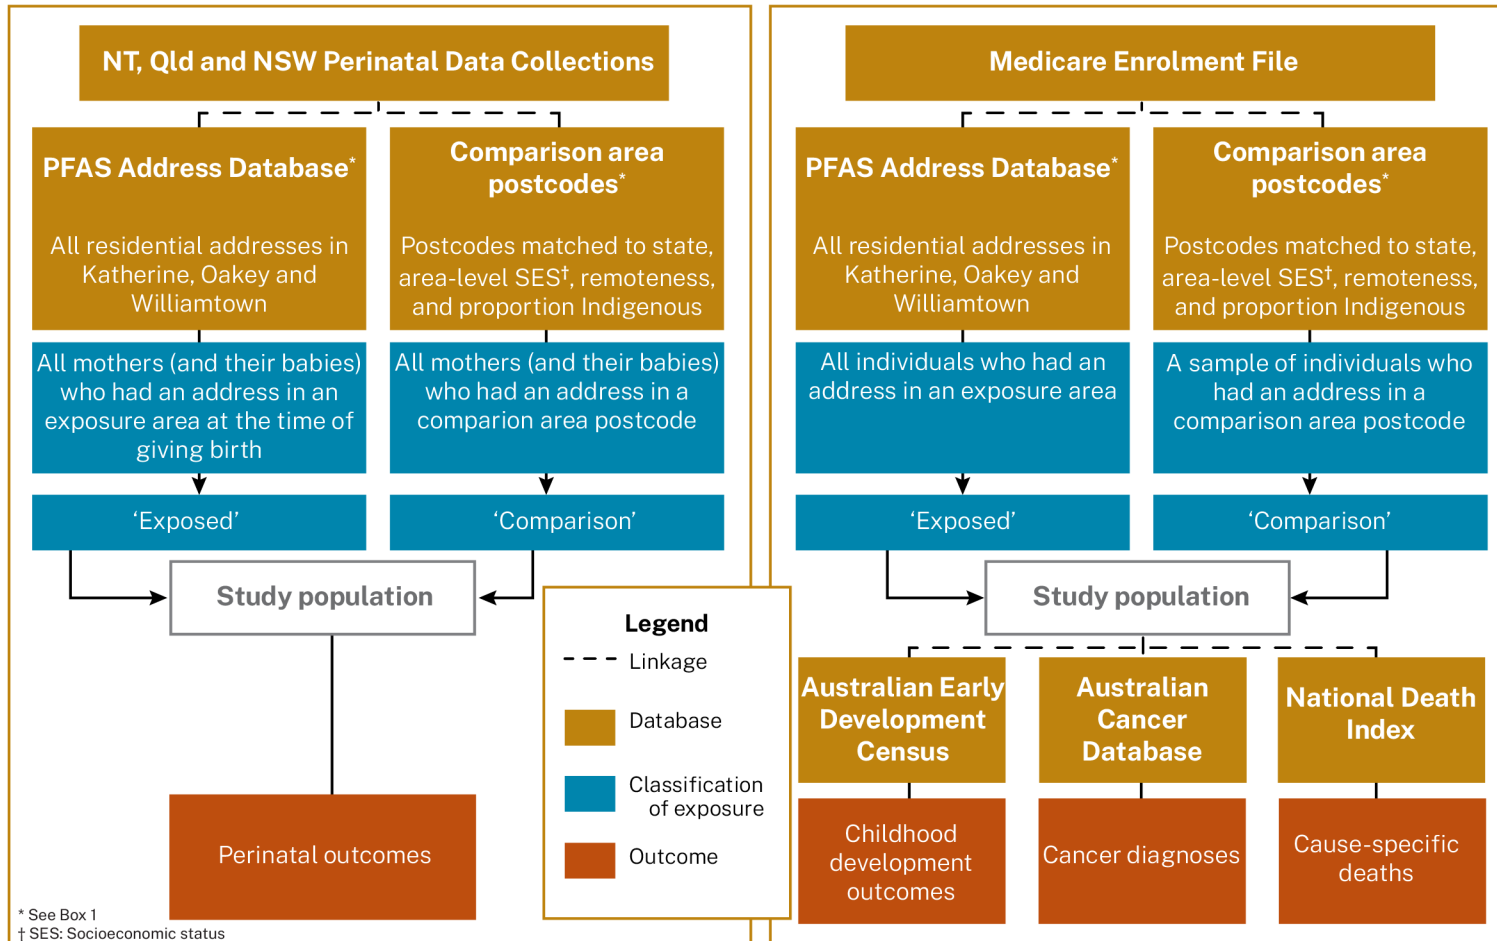 NT, Qld and NSW Perinatal Data Collections
PFAS Address Database*
All residential addresses in
Katherine, Oakey and
Williamtown
Comparison area
postcodes*
Postcodes matched to state,
area-level SES†, remoteness,
and proportion Indigenous
All mothers (and their babies)
who had an address in an
exposure area at the time of
giving birth
All mothers (and their babies)
who had an address in a
comparion area postcode
‘Exposed’
‘Comparison’
Study population
Perinatal outcomes
* See Box 1
† SES: Socioeconomic status
Legend
Linkage
Database
Classification
of exposure
Outcome
Medicare Enrolment File
PFAS Address Database*
All residential addresses in
Katherine, Oakey and
Williamtown
Comparison area
postcodes*
Postcodes matched to state,
area-level SES†, remoteness,
and proportion Indigenous
All individuals who had an
address in an exposure area
A sample of individuals who
had an address in a
comparison area postcode
‘Exposed’
‘Comparison’
Study population
Australian Early
Development
Census
Australian
Cancer
Database
National Death
Index
Childhood
development
outcomes
Cancer diagnoses
Cause-specific
deaths